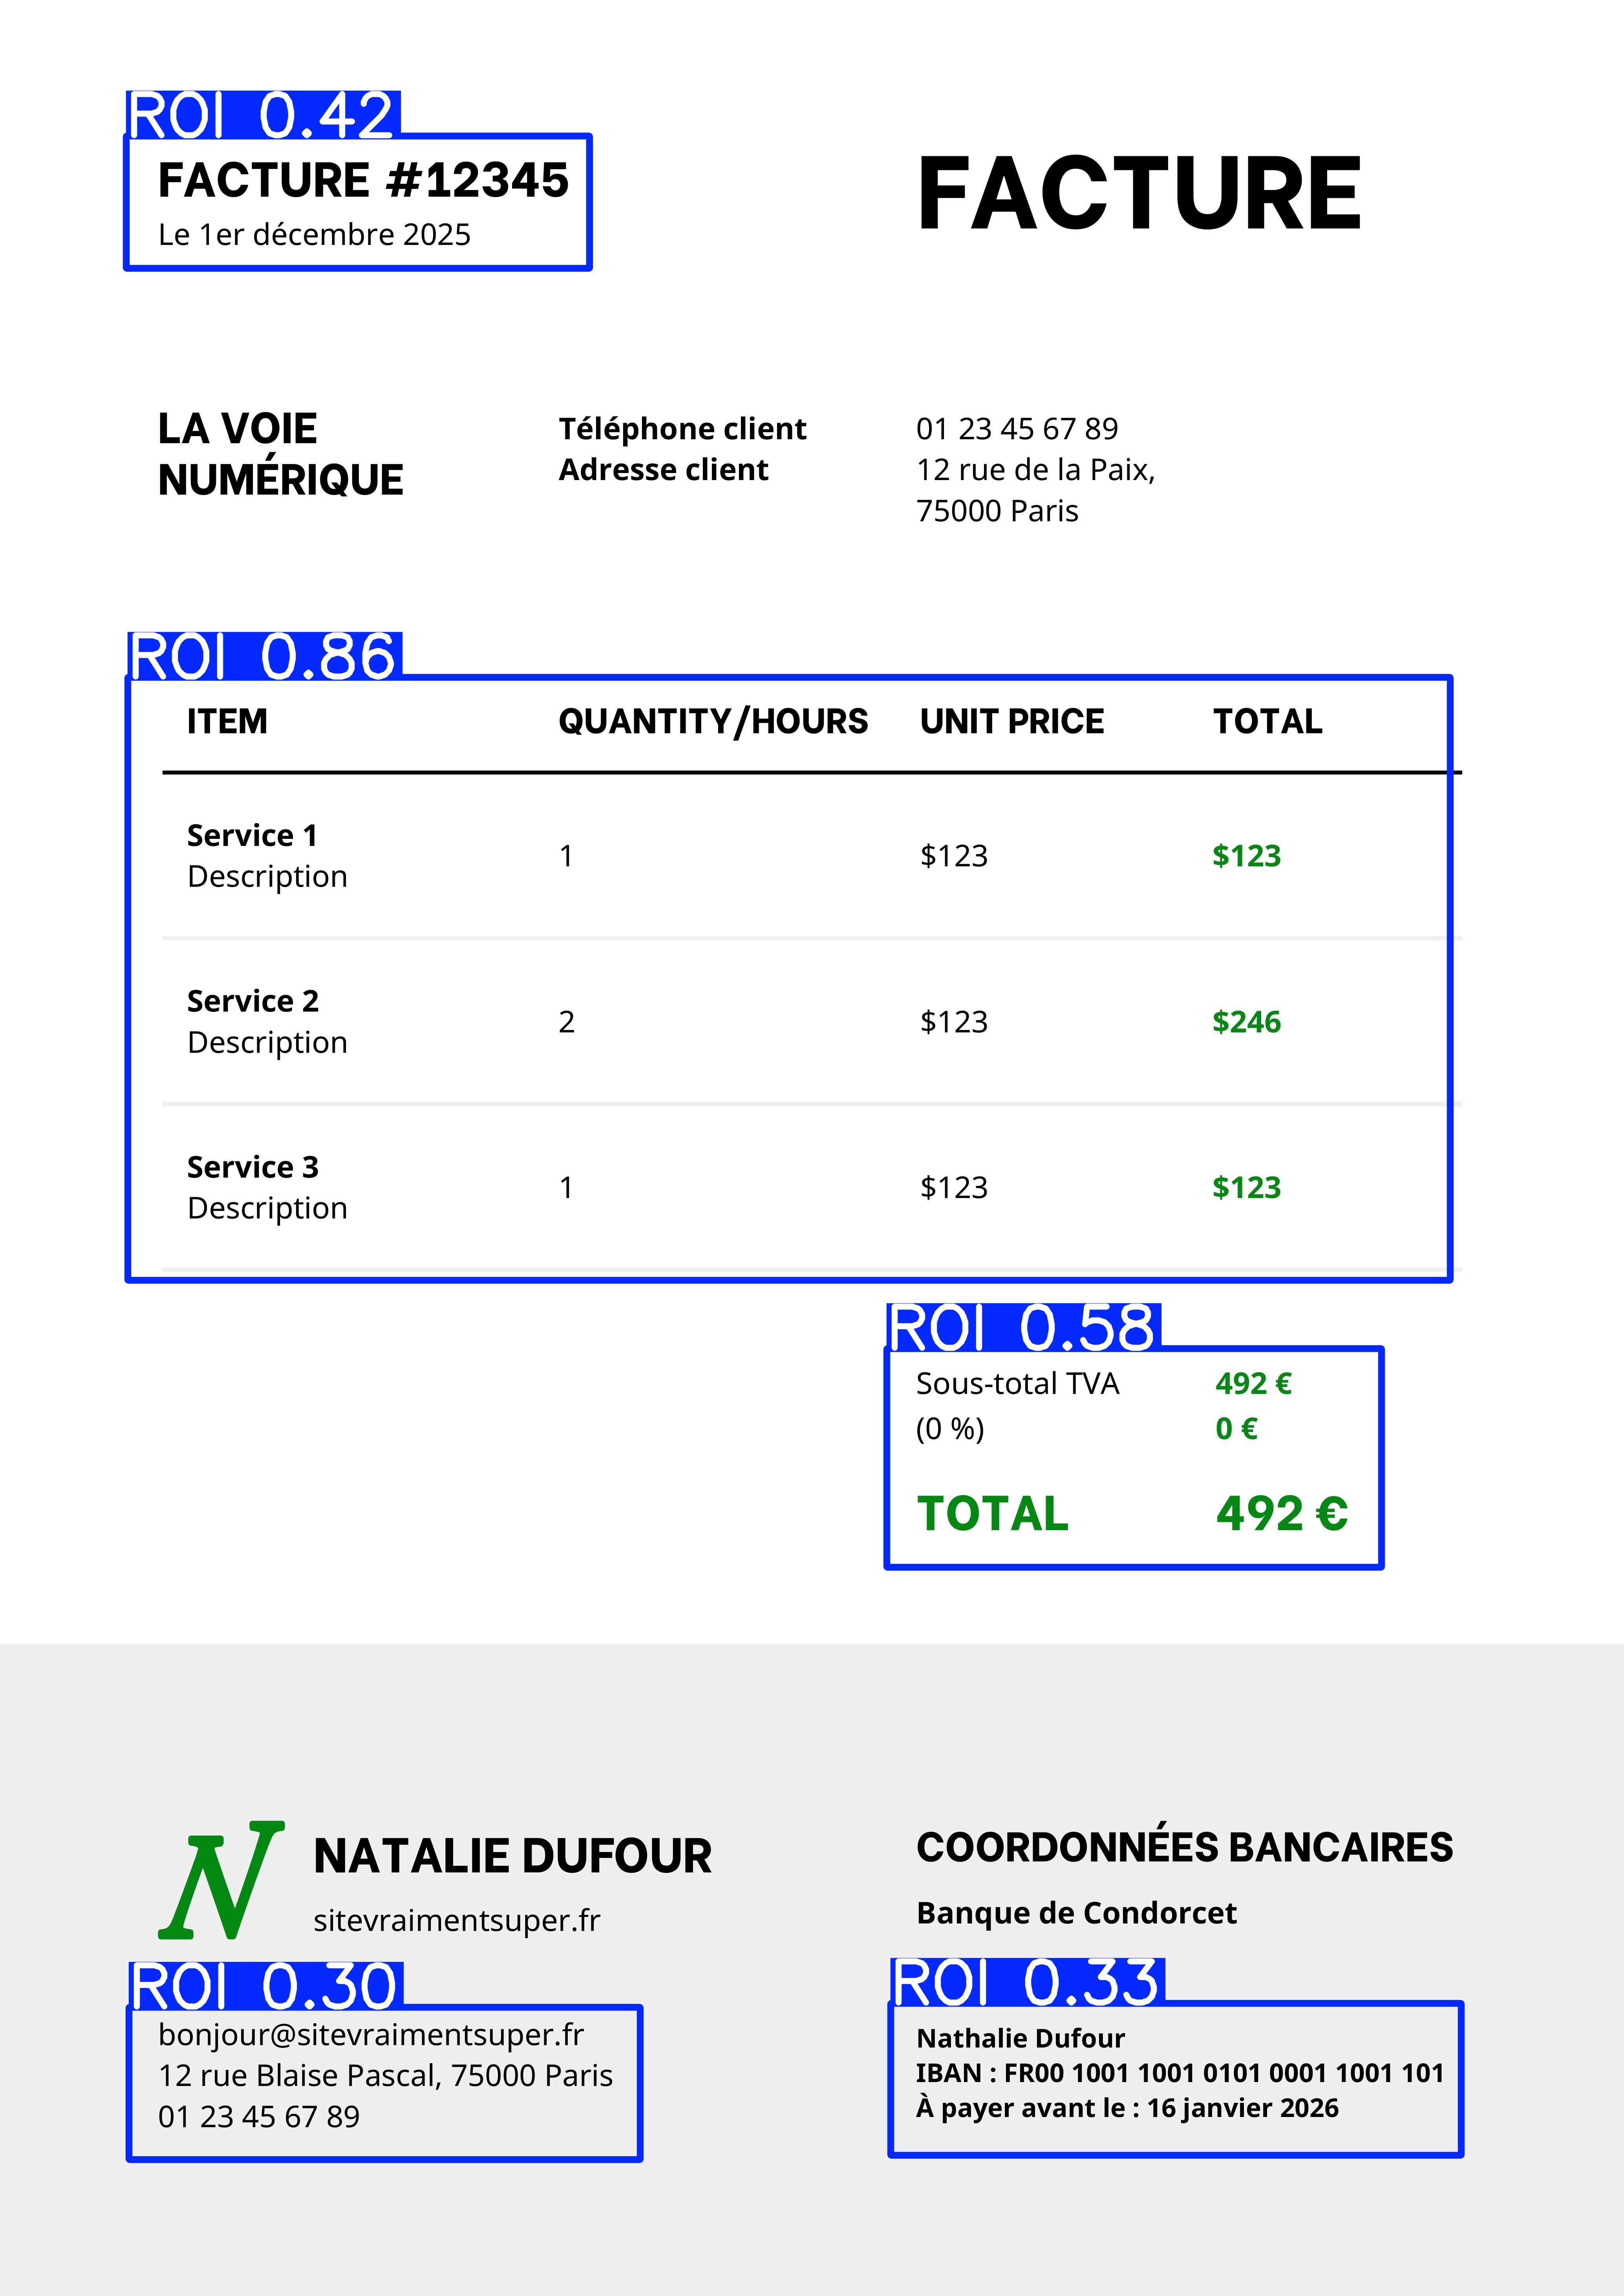 ROI 0.42
FACTURE #12345
Le 1er décembre 2025
FACTURE
LA VOIE
NUMÉRIQUE
Téléphone client
Adresse client
01 23 45 67 89
12 rue de la Paix,
75000 Paris
ROI 0.86
ITEM QUANTITY/HOURS UNIT PRICE TOTAL
Service 1
Description
1 $123 $123
Service 2
Description
2 $123 $246
Service 3
Description
1 $123 $123
ROI 0.58
Sous-total TVA 492 €
(0 %) 0 €
TOTAL 492 €
N
NATALIE DUFOUR
sitevraimentsuper.fr
ROI 0.30
bonjour@sitevraimentsuper.fr
12 rue Blaise Pascal, 75000 Paris
01 23 45 67 89
COORDONNÉES BANCAIRES
Banque de Condorcet
ROI 0.33
Nathalie Dufour
IBAN : FR00 1001 1001 0101 0001 1001 101
À payer avant le : 16 janvier 2026